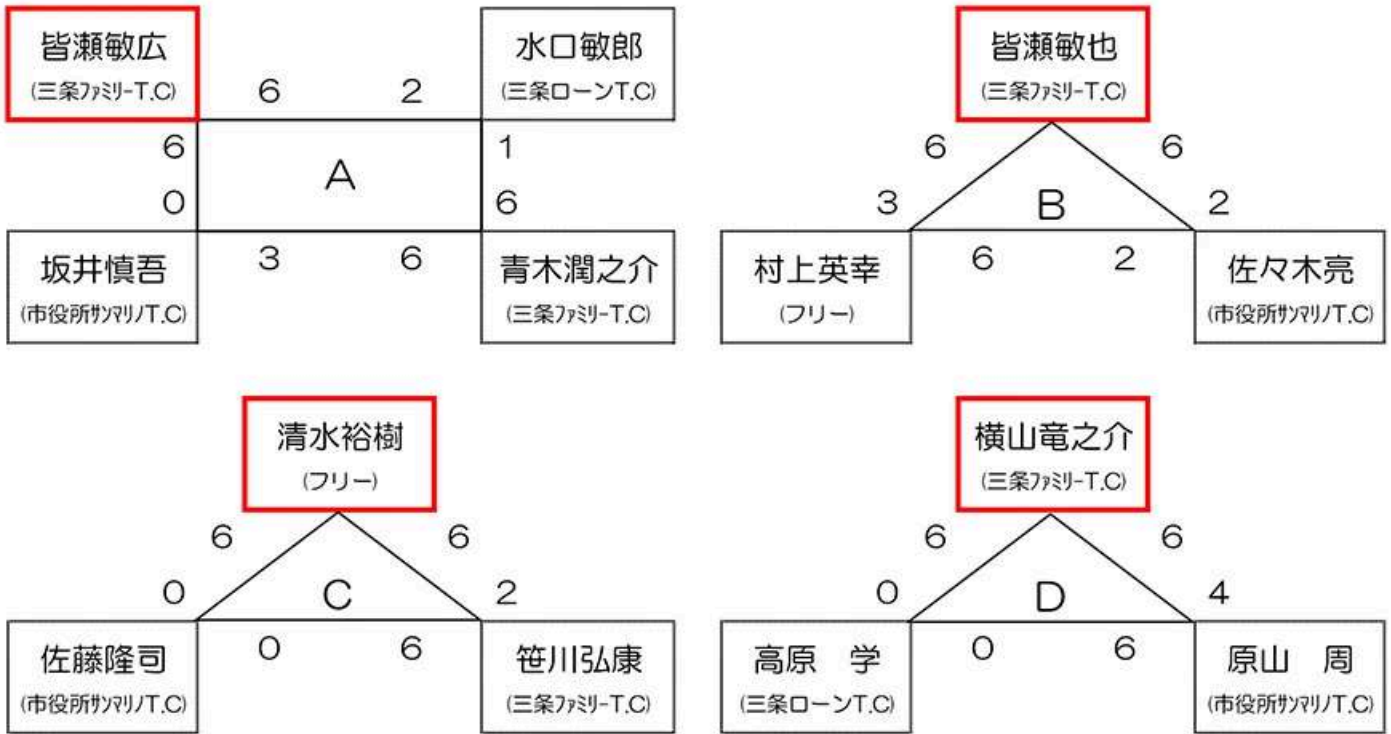 皆瀬敏広
(三条ﾌｧﾐﾘｰT.C)
6 2
水口敏郎
(三条ローンT.C)
6
0
A
1
6
坂井慎吾
(市役所ｻﾝﾏﾘﾉT.C)
3 6
青木潤之介
(三条ﾌｧﾐﾘｰT.C)
皆瀬敏也
(三条ﾌｧﾐﾘｰT.C)
6 6
3 B 2
村上英幸
(フリー)
6 2
佐々木亮
(市役所ｻﾝﾏﾘﾉT.C)
清水裕樹
(フリー)
6 6
0 C 2
佐藤隆司
(市役所ｻﾝﾏﾘﾉT.C)
0 6
笹川弘康
(三条ﾌｧﾐﾘｰT.C)
横山竜之介
(三条ﾌｧﾐﾘｰT.C)
6 6
0 D 4
高原　学
(三条ローンT.C)
0 6
原山　周
(市役所ｻﾝﾏﾘﾉT.C)